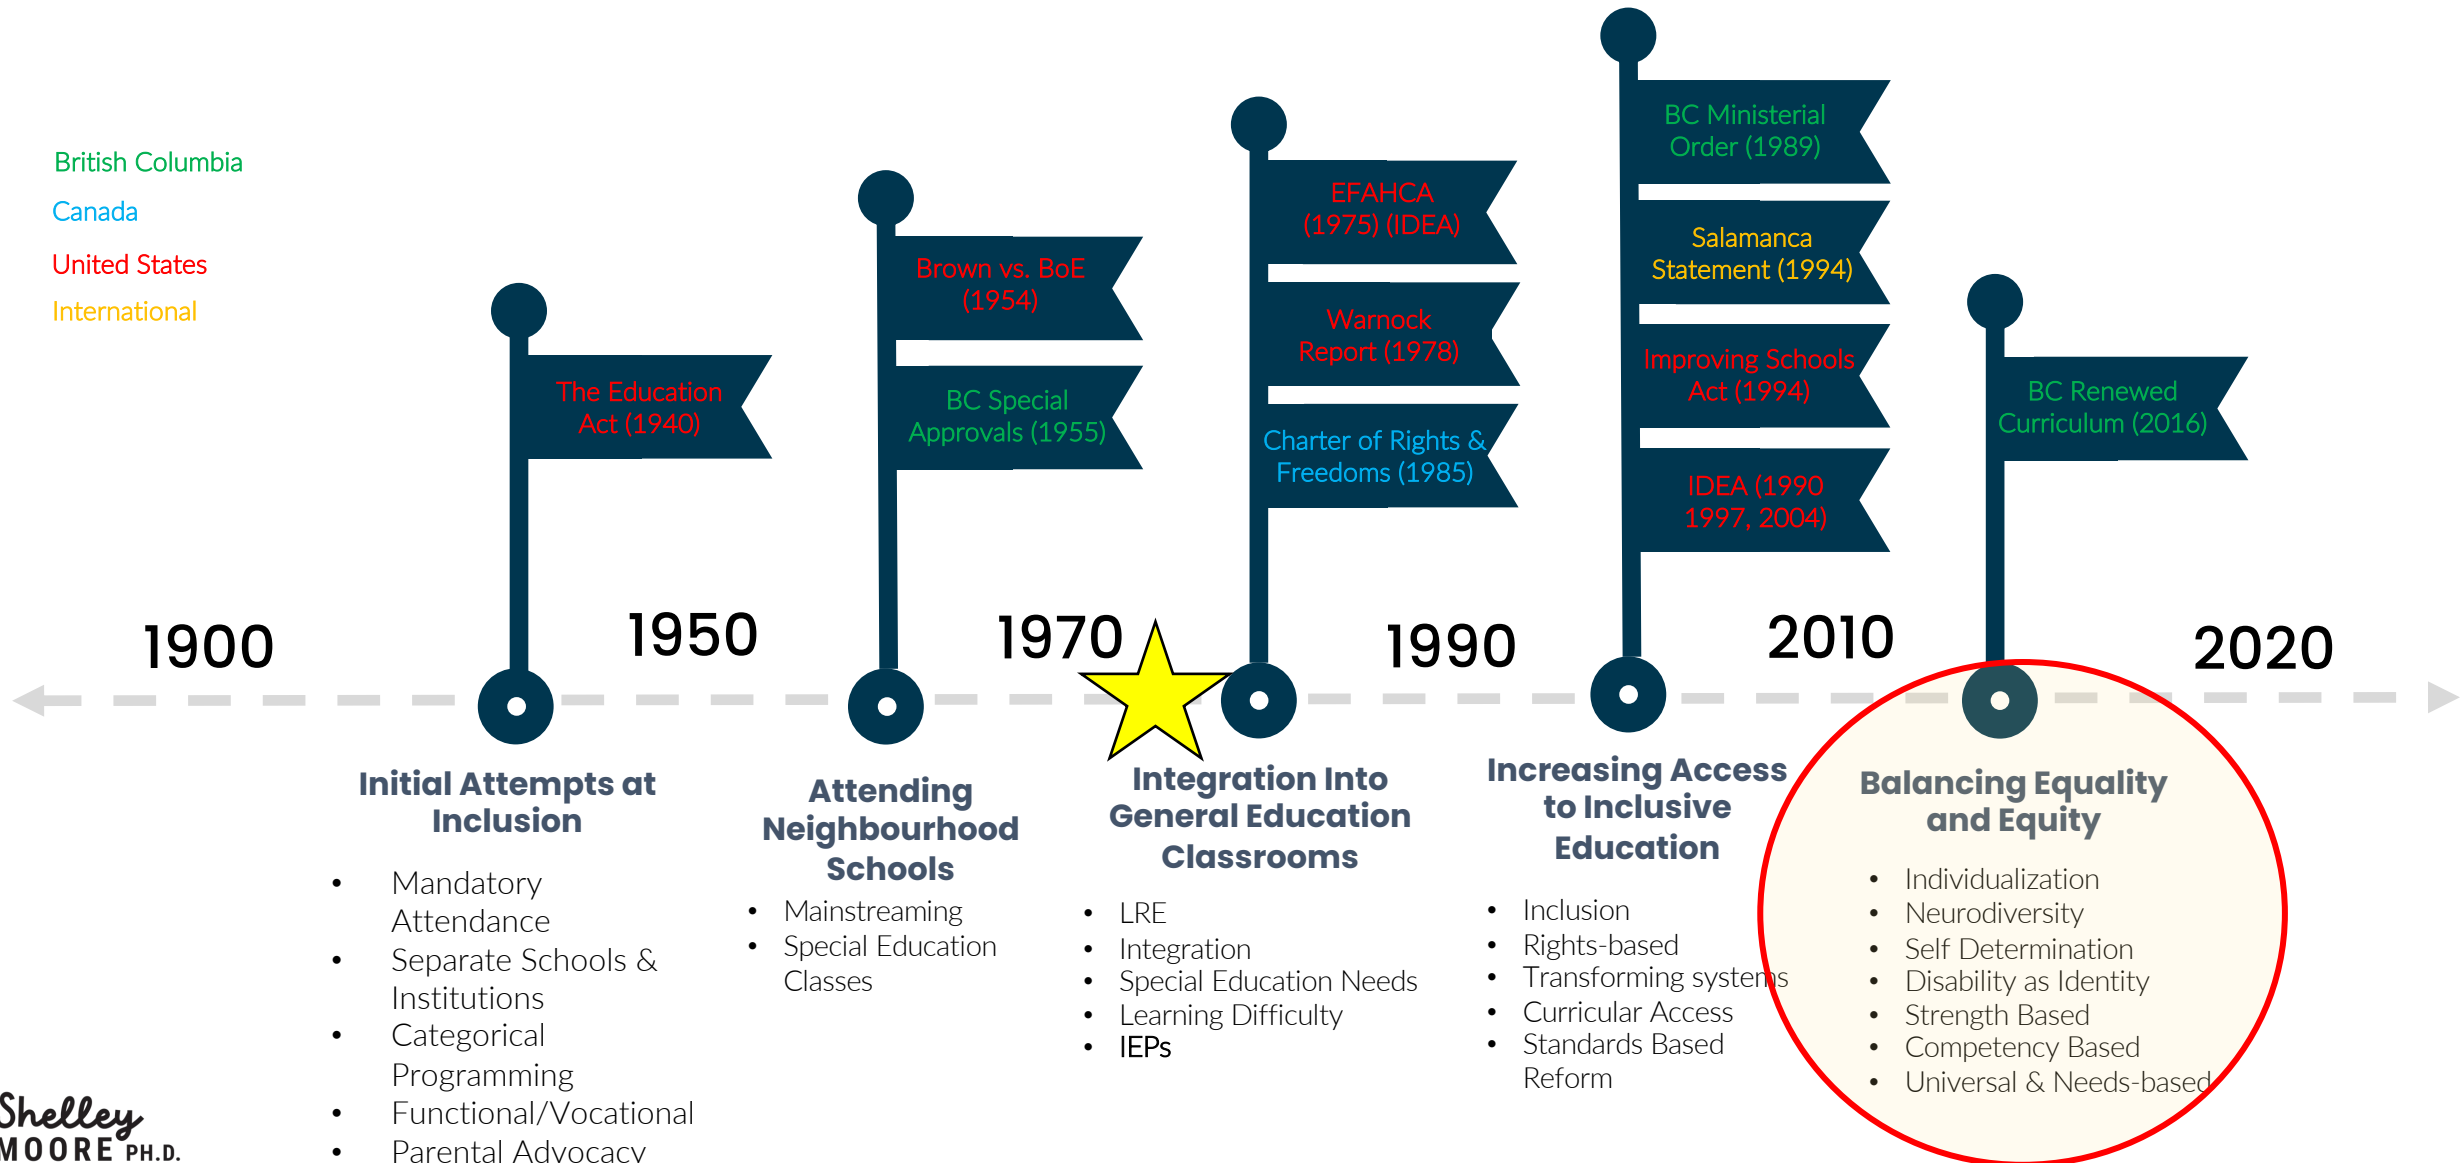 British Columbia
Canada
United States
International
The Education
Act (1940)
Brown vs. BoE
(1954)
BC Special
Approvals (1955)
EFAHCA
(1975) (IDEA)
Warnock
Report (1978)
Charter of Rights &
Freedoms (1985)
BC Ministerial
Order (1989)
Salamanca
Statement (1994)
Improving Schools
Act (1994)
IDEA (1990
1997, 2004)
BC Renewed
Curriculum (2016)
1900
1950
1970
1990
2010
2020
Initial Attempts at
Inclusion
• Mandatory
Attendance
• Separate Schools &
Institutions
• Categorical
Programming
• Functional/Vocational
• Parental Advocacy
Attending
Neighbourhood
Schools
• Mainstreaming
• Special Education
Classes
Integration Into
General Education
Classrooms
• LRE
• Integration
• Special Education Needs
• Learning Difficulty
• IEPs
Increasing Access
to Inclusive
Education
• Inclusion
• Rights-based
• Transforming systems
• Curricular Access
• Standards Based
Reform
Balancing Equality
and Equity
• Individualization
• Neurodiversity
• Self Determination
• Disability as Identity
• Strength Based
• Competency Based
• Universal & Needs-based
Shelley
MOORE PH.D.